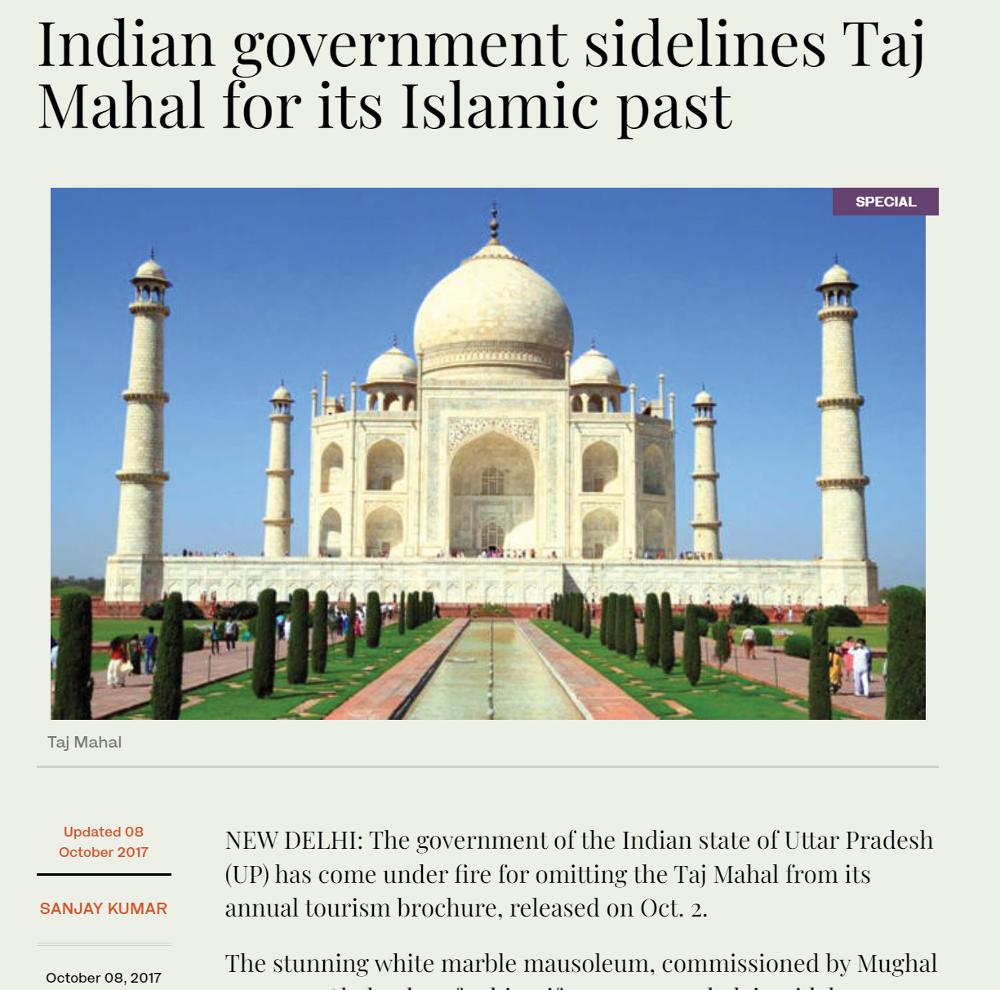 Indian government sidelines Taj
Mahal for its Islamic past
SPECIAL
Taj Mahal
Updated 08
October 2017
SANJAY KUMAR
October 08, 2017
NEW DELHI: The government of the Indian state of Uttar Pradesh
(UP) has come under fire for omitting the Taj Mahal from its
annual tourism brochure, released on Oct. 2.
The stunning white marble mausoleum, commissioned by Mughal